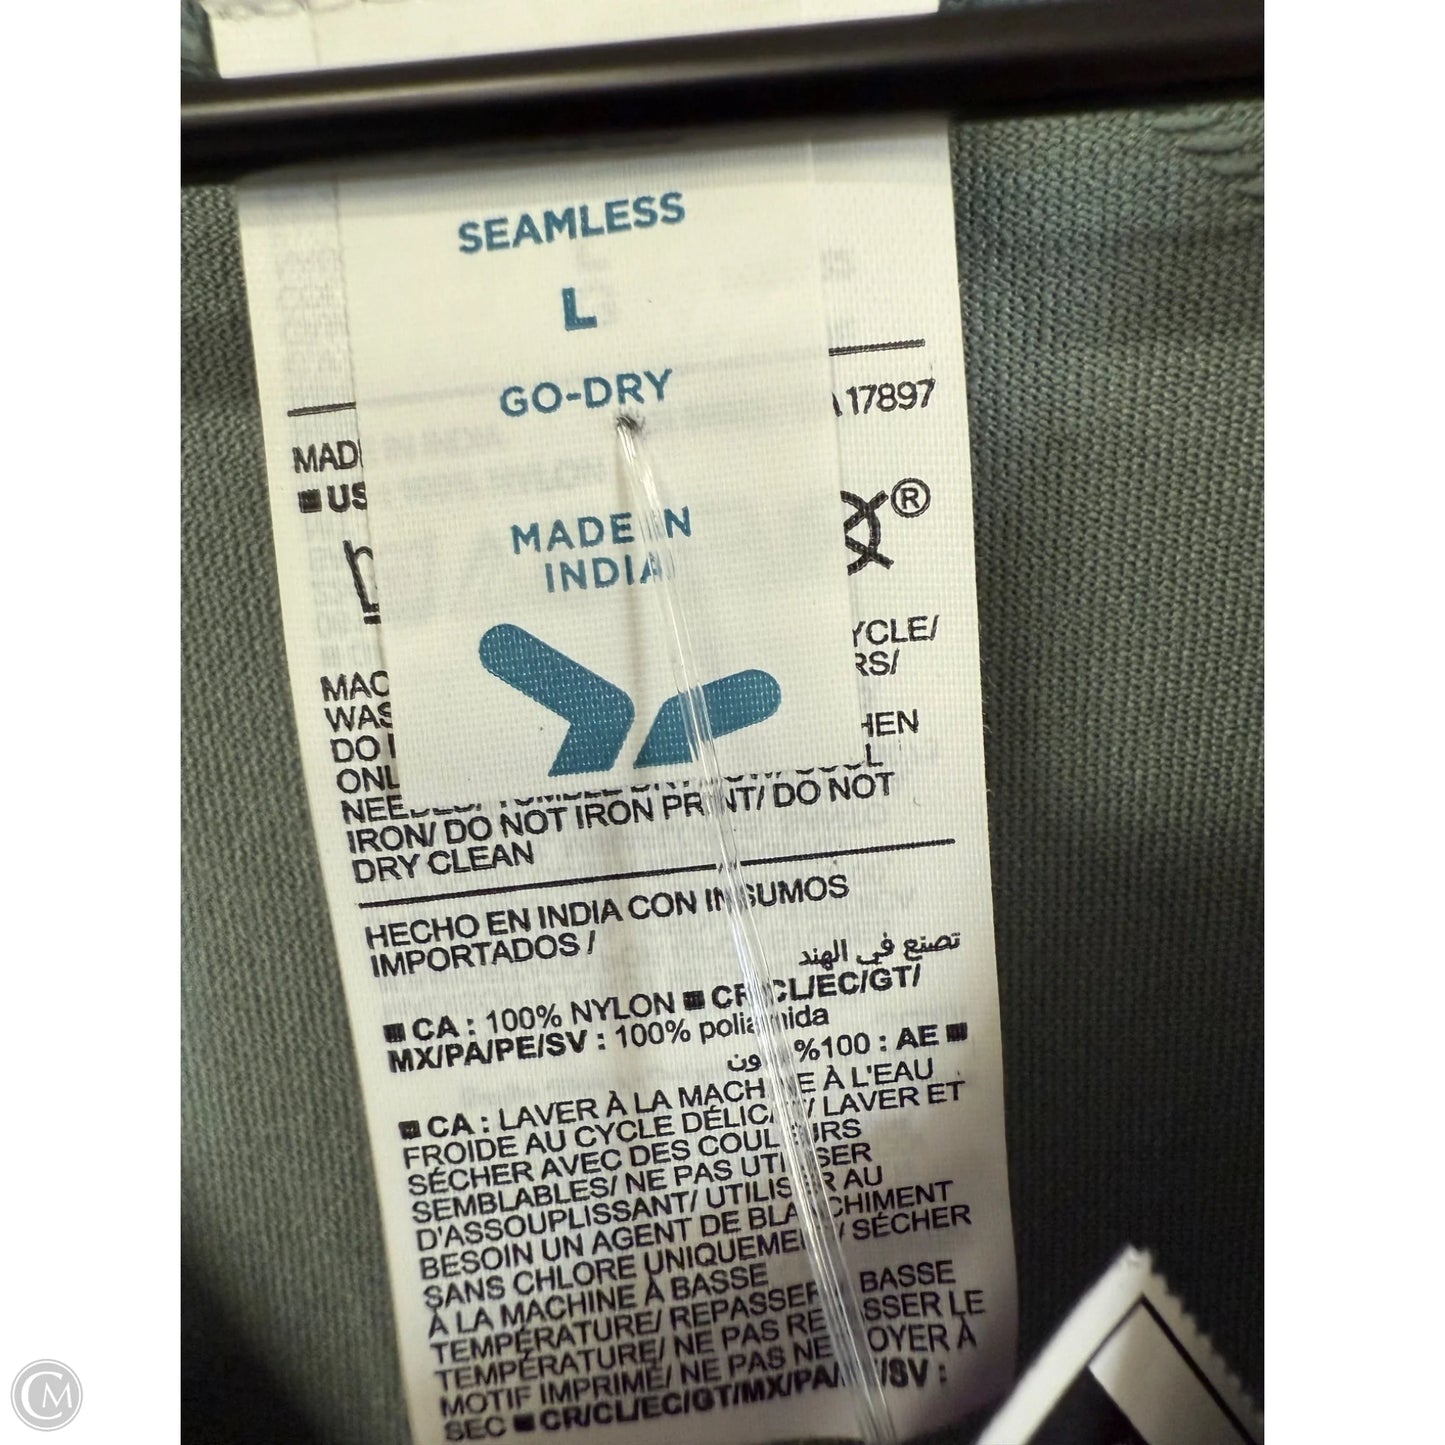 SEAMLESS
L
GO-DRY
MADE IN
INDIA
17897
MAD
US
®
MAC
YCLE/
WAS
RS/
DO
HEN
ONL
IRON/ DO NOT IRON PRINT/ DO NOT
DRY CLEAN
HECHO EN INDIA CON INSUMOS
IMPORTADOS /
تصنع في الهند
■ CA : 100% NYLON ■ CR/CL/EC/GT/
MX/PA/PE/SV : 100% poliamida
%100 : AE ■
■ CA : LAVER À LA MACHINE À L'EAU
FROIDE AU CYCLE DÉLICAT/ LAVER ET
SÉCHER AVEC DES COULEURS
SEMBLABLES/ NE PAS UTILISER
D'ASSOUPLISSANT/ UTILISER AU
BESOIN UN AGENT DE BLANCHIMENT
SANS CHLORE UNIQUEMENT/ SÉCHER
À LA MACHINE À BASSE
TEMPÉRATURE/ REPASSER À BASSE
TEMPÉRATURE/ NE PAS REPASSER LE
MOTIF IMPRIMÉ/ NE PAS NETTOYER À
SEC ■ CR/CL/EC/GT/MX/PA/PE/SV :
CM